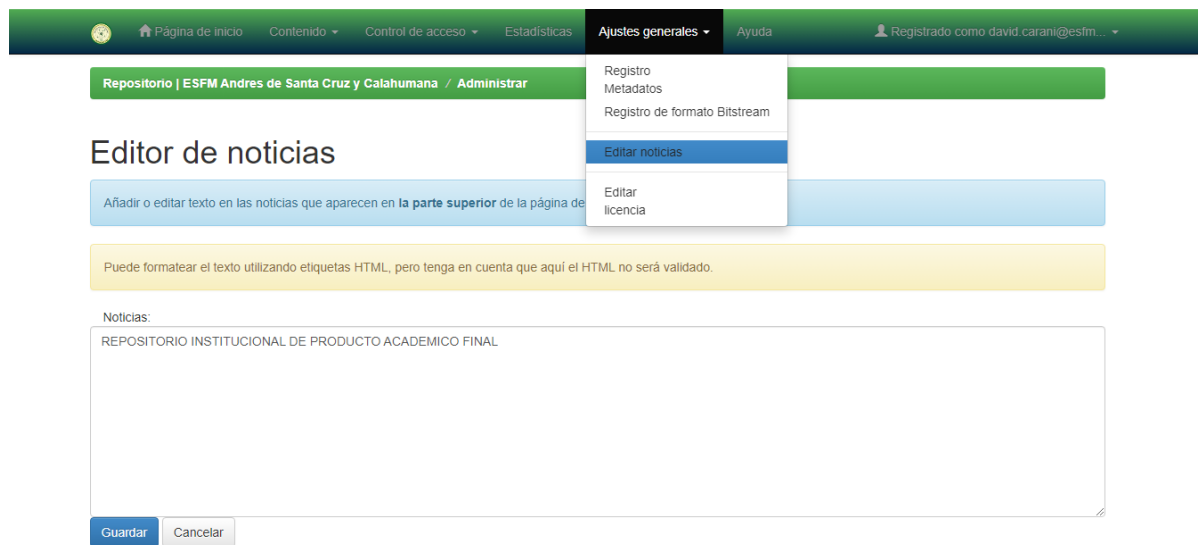 Página de inicio Contenido Control de acceso Estadísticas Ajustes generales Ayuda Registrado como david.carani@esfm...
Repositorio | ESFM Andres de Santa Cruz y Calahumana / Administrar
Registro
Metadatos
Registro de formato Bitstream
Editar noticias
Editar
licencia
Editor de noticias
Añadir o editar texto en las noticias que aparecen en la parte superior de la página de
Puede formatear el texto utilizando etiquetas HTML, pero tenga en cuenta que aquí el HTML no será validado.
Noticias:
REPOSITORIO INSTITUCIONAL DE PRODUCTO ACADEMICO FINAL
Guardar Cancelar